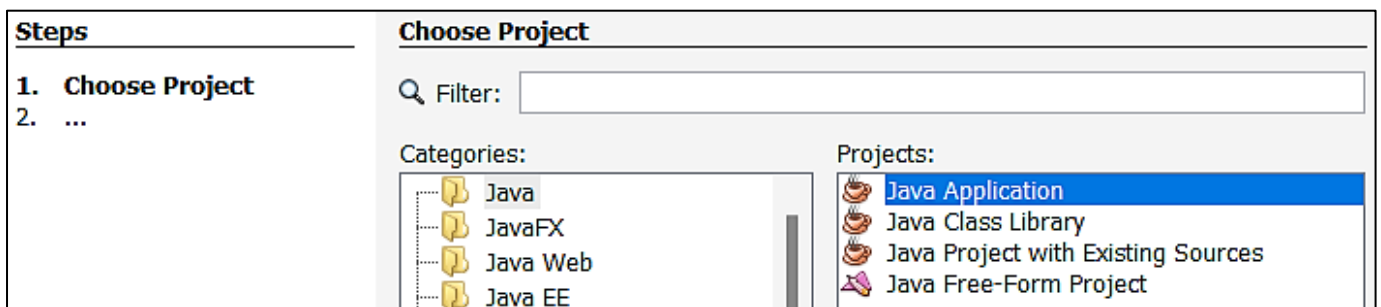 Steps
1. Choose Project
2. ...
Choose Project
Filter:
Categories:
Java
JavaFX
Java Web
Java EE
Projects:
Java Application
Java Class Library
Java Project with Existing Sources
Java Free-Form Project